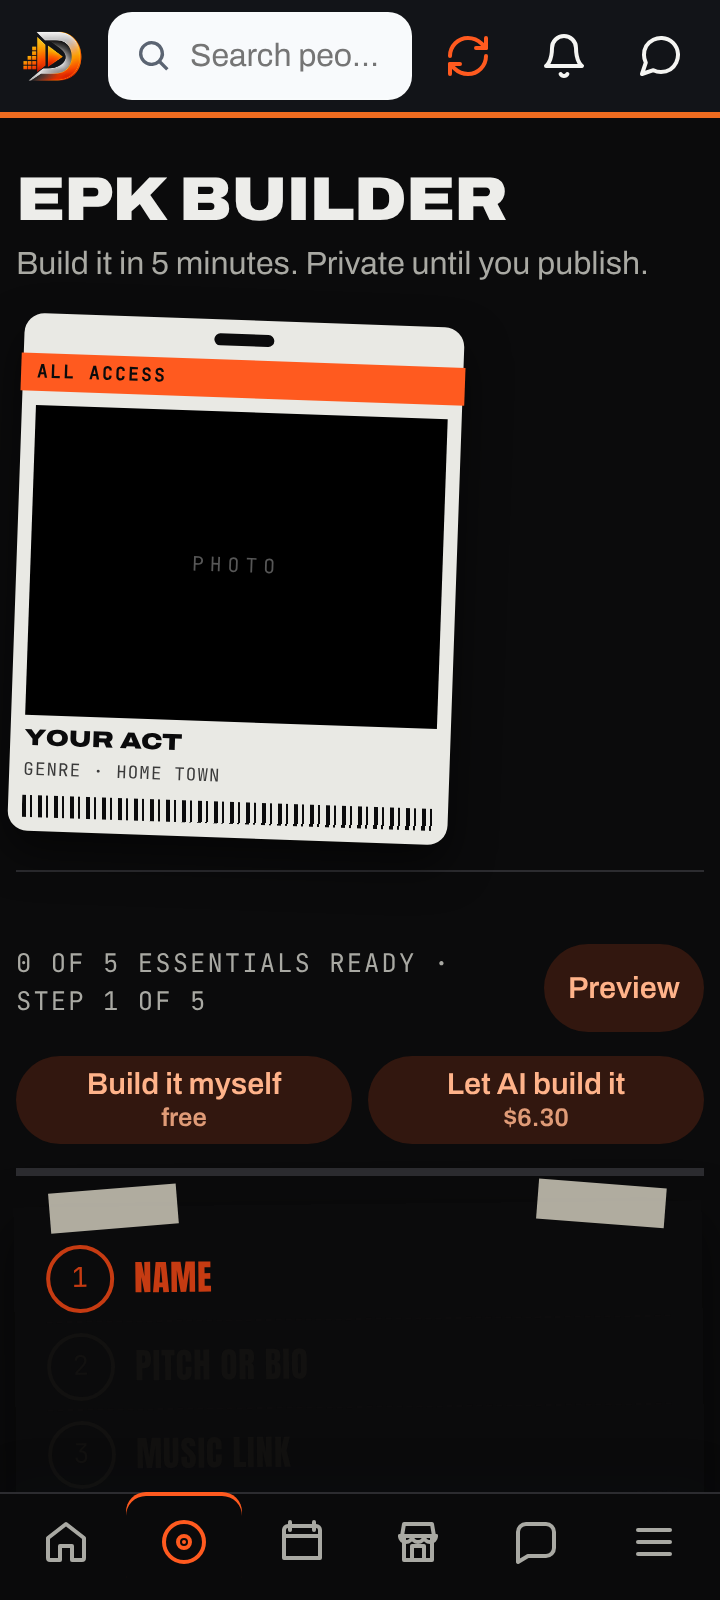 Search peo...
EPK BUILDER
Build it in 5 minutes. Private until you publish.
ALL ACCESS
PHOTO
YOUR ACT
GENRE · HOME TOWN
0 OF 5 ESSENTIALS READY ·
STEP 1 OF 5
Preview
Build it myself
free
Let AI build it
$6.30
1 NAME
2 PITCH OR BIO
3 MUSIC LINK